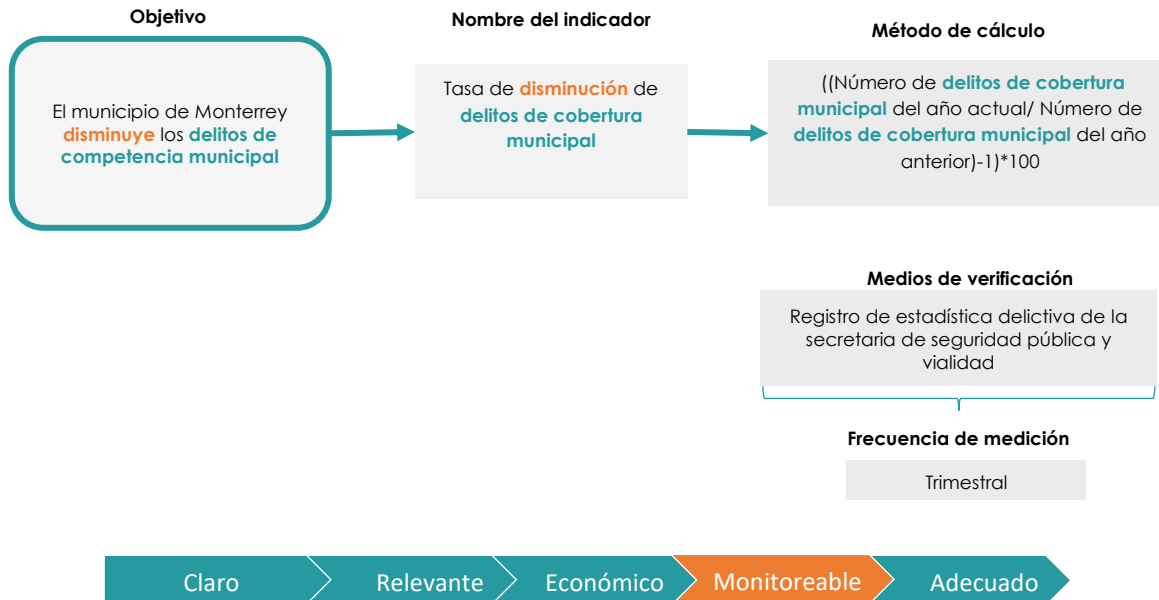 Objetivo
El municipio de Monterrey
disminuye los delitos de
competencia municipal
Nombre del indicador
Tasa de disminución de
delitos de cobertura
municipal
Método de cálculo
((Número de delitos de cobertura
municipal del año actual/ Número de
delitos de cobertura municipal del año
anterior)-1)*100
Medios de verificación
Registro de estadística delictiva de la
secretaria de seguridad pública y
vialidad
Frecuencia de medición
Trimestral
Claro
Relevante
Económico
Monitoreable
Adecuado